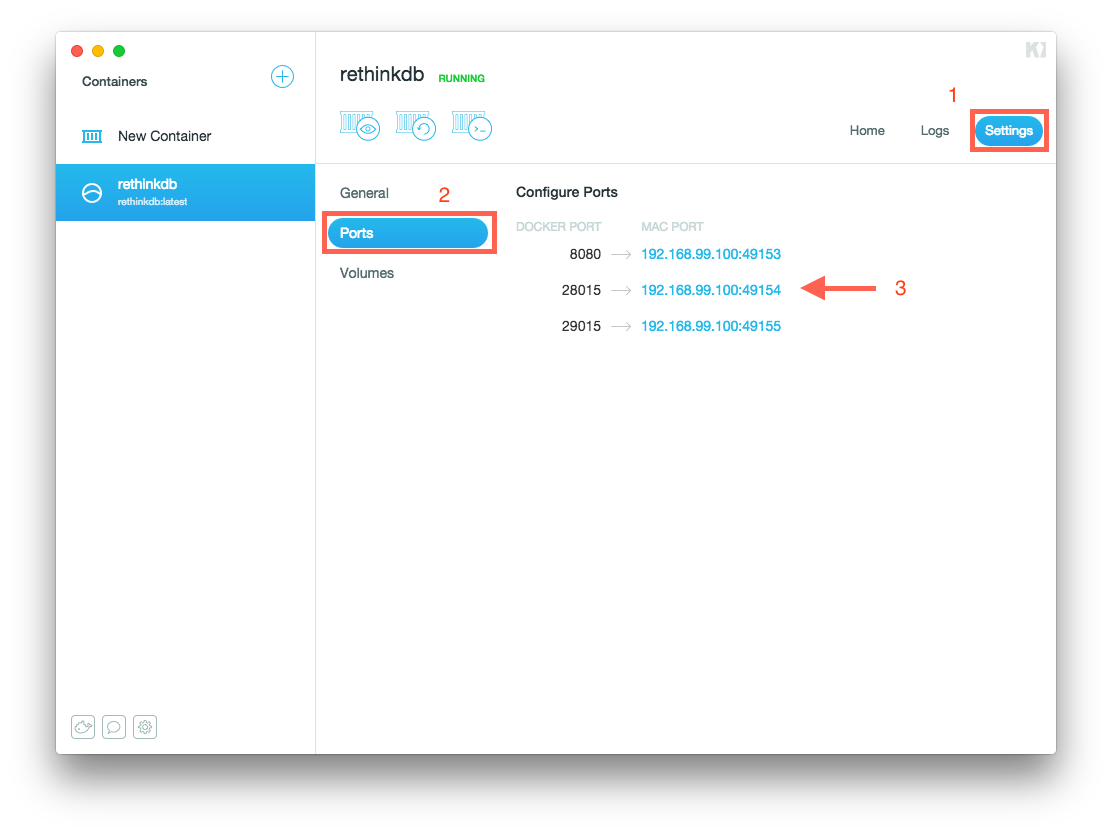 Containers
New Container
rethinkdb
rethinkdb:latest
rethinkdb RUNNING
1
Home Logs Settings
General
2
Ports
Volumes
Configure Ports
DOCKER PORT MAC PORT
8080 → 192.168.99.100:49153
28015 → 192.168.99.100:49154
3
29015 → 192.168.99.100:49155